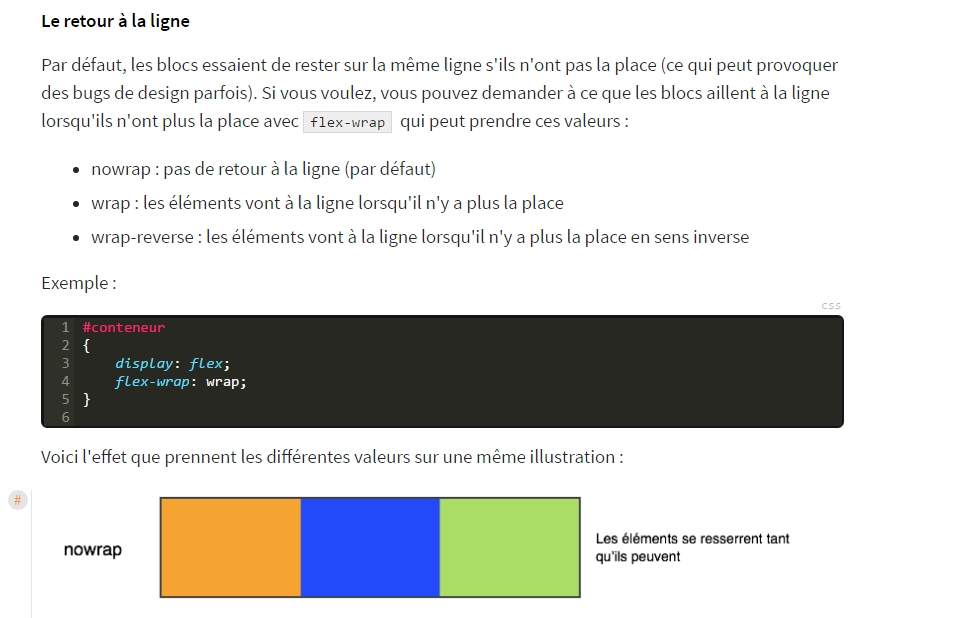 Le retour à la ligne
Par défaut, les blocs essaient de rester sur la même ligne s'ils n'ont pas la place (ce qui peut provoquer
des bugs de design parfois). Si vous voulez, vous pouvez demander à ce que les blocs aillent à la ligne
lorsqu'ils n'ont plus la place avec flex-wrap qui peut prendre ces valeurs :
• nowrap : pas de retour à la ligne (par défaut)
• wrap : les éléments vont à la ligne lorsqu'il n'y a plus la place
• wrap-reverse : les éléments vont à la ligne lorsqu'il n'y a plus la place en sens inverse
Exemple :
css
1 #conteneur
2 {
3     display: flex;
4     flex-wrap: wrap;
5 }
6
Voici l'effet que prennent les différentes valeurs sur une même illustration :
#
nowrap
Les éléments se resserrent tant
qu'ils peuvent